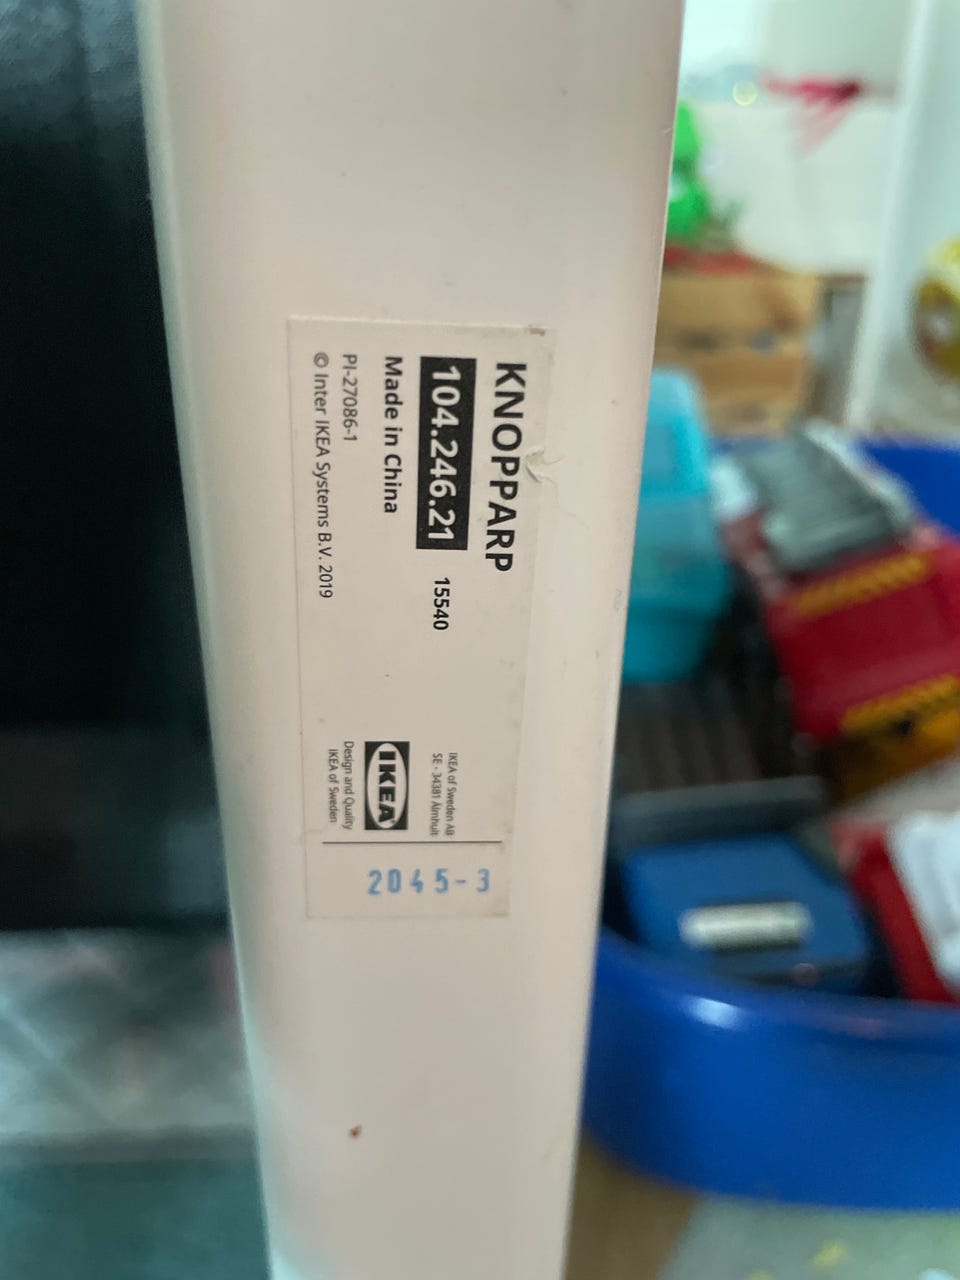 KNOPPARP
104.246.21 15540
Made in China
PI-27086-1
© Inter IKEA Systems B.V. 2019
IKEA of Sweden AB
SE - 34381 Älmhult
IKEA
Design and Quality
IKEA of Sweden
2045-3